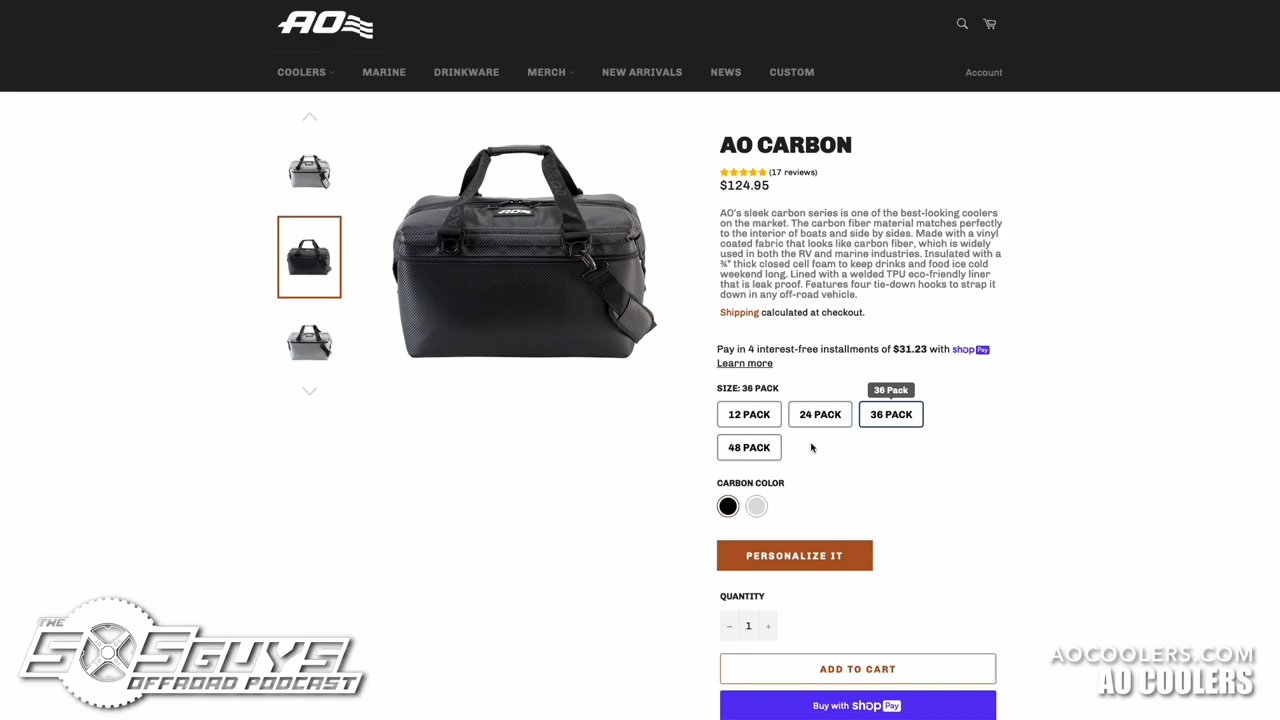 AO
COOLERS
MARINE
DRINKWARE
MERCH
NEW ARRIVALS
NEWS
CUSTOM
Account
AO
AO CARBON
(17 reviews)
$124.95
AO's sleek carbon series is one of the best-looking coolers
on the market. The carbon fiber material matches perfectly
to the interior of boats and side by sides. Made with a vinyl
coated fabric that looks like carbon fiber, which is widely
used in both the RV and marine industries. Insulated with a
¾" thick closed cell foam to keep drinks and food ice cold
weekend long. Lined with a welded TPU eco-friendly liner
that is leak proof. Features four tie-down hooks to strap it
down in any off-road vehicle.
Shipping calculated at checkout.
Pay in 4 interest-free installments of $31.23 with shop Pay
Learn more
SIZE: 36 PACK
36 Pack
12 PACK
24 PACK
36 PACK
48 PACK
CARBON COLOR
PERSONALIZE IT
QUANTITY
− 1 +
ADD TO CART
Buy with shop Pay
THE
SXSGUYS
OFFROAD PODCAST
AOCOOLERS.COM
AO COOLERS